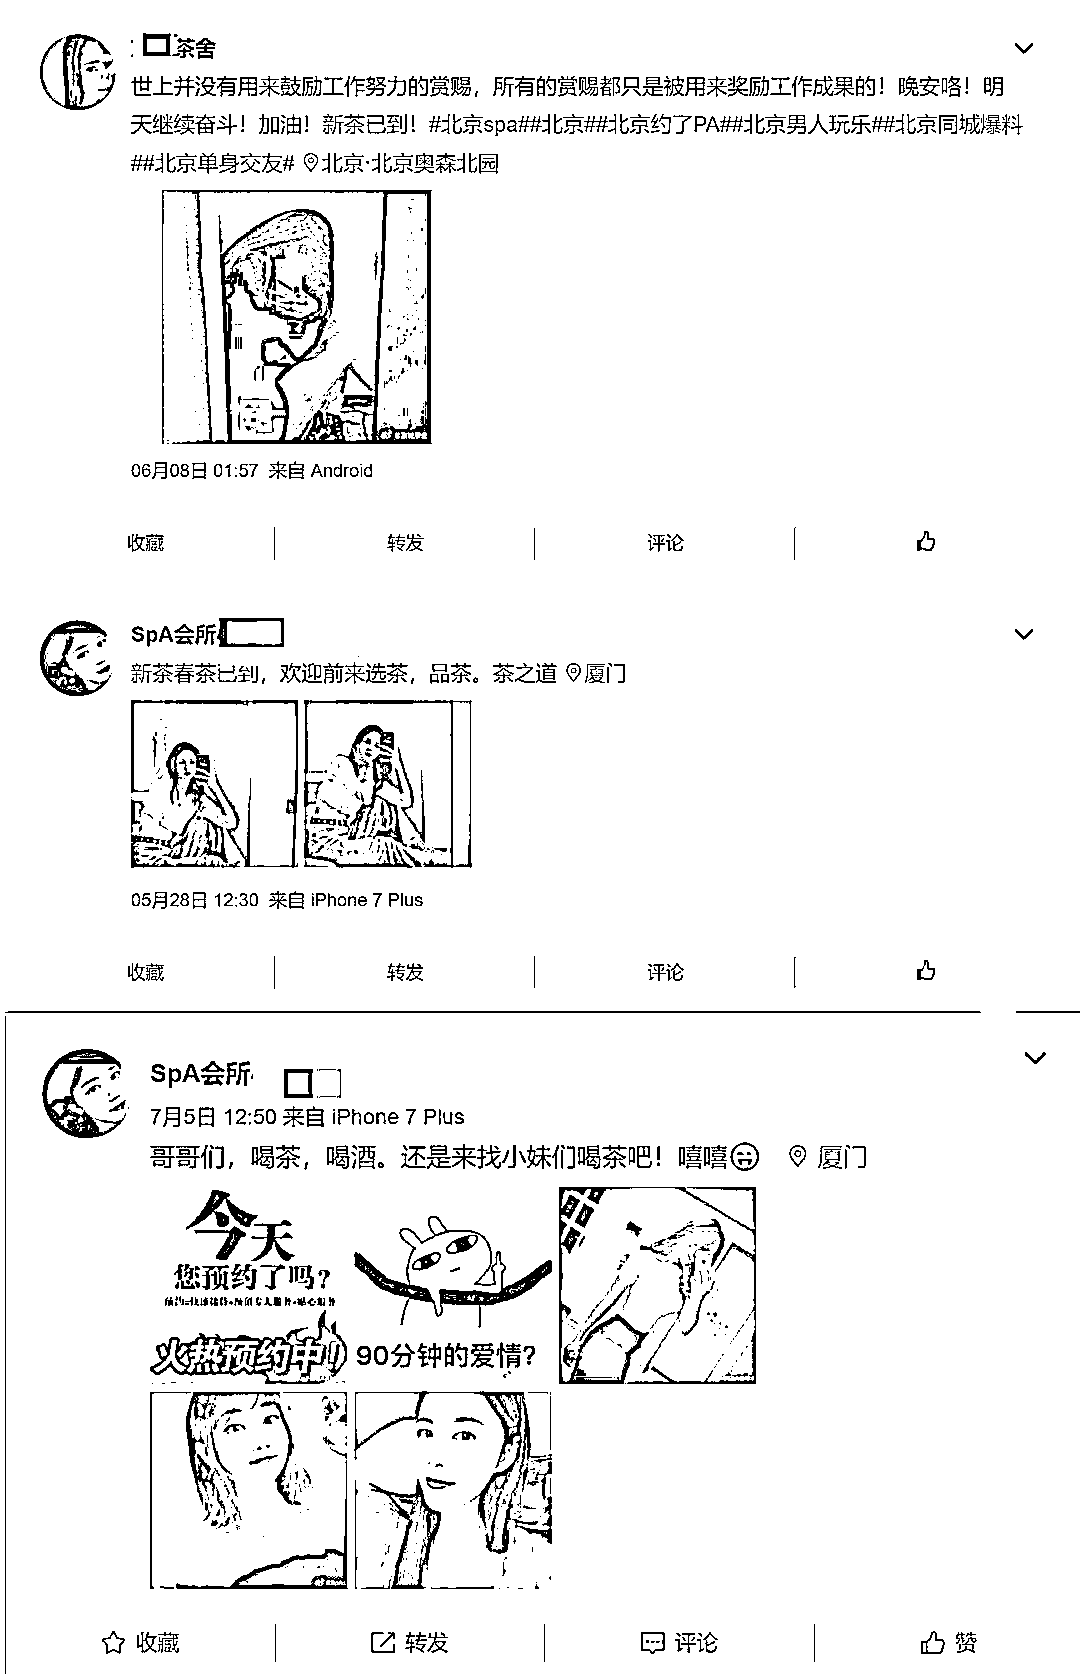 茶舍
世上并没有用来鼓励工作努力的赏赐，所有的赏赐都只是被用来奖励工作成果的！晚安咯！明
天继续奋斗！加油！新茶已到！#北京spa##北京##北京约了PA##北京男人玩乐##北京同城爆料
##北京单身交友# 北京·北京奥森北园
06月08日 01:57 来自 Android
收藏 转发 评论
SpA会所
新茶春茶已到，欢迎前来选茶，品茶。茶之道 厦门
05月28日 12:30 来自 iPhone 7 Plus
收藏 转发 评论
SpA会所
7月5日 12:50 来自 iPhone 7 Plus
哥哥们，喝茶，喝酒。还是来找小妹们喝茶吧！嘻嘻 厦门
今天
您预约了吗?
火热预约中!
90分钟的爱情?
收藏 转发 评论 赞